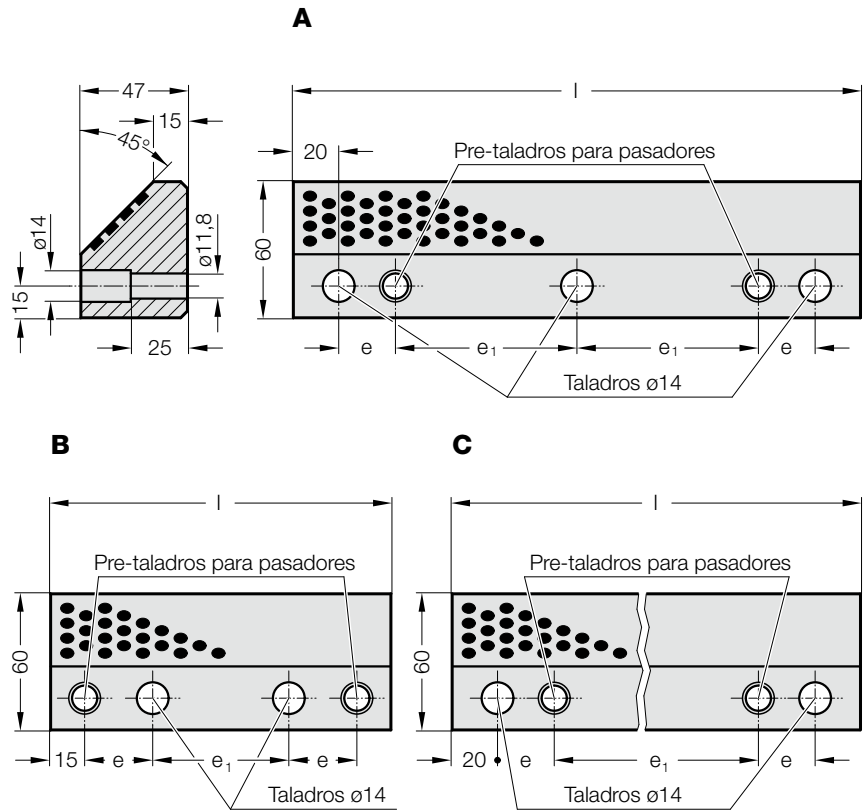 A
47
l
15
45°
20
Pre-taladros para pasadores
ø14
ø11,8
60
15
25
e
e₁
e₁
e
Taladros ø14
B
C
l
l
Pre-taladros para pasadores
Pre-taladros para pasadores
60
60
15
e
e₁
e
20
e
e₁
e
Taladros ø14
Taladros ø14